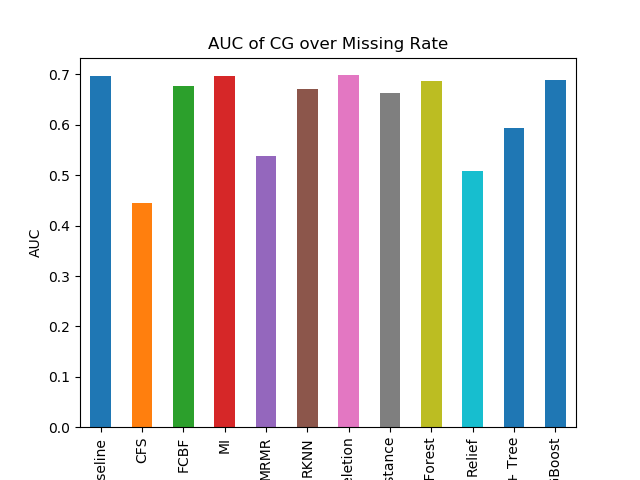 AUC of CG over Missing Rate
AUC
0.7
0.6
0.5
0.4
0.3
0.2
0.1
0.0
seline
CFS
FCBF
MI
MRMR
RKNN
eletion
stance
Forest
Relief
+ Tree
Boost